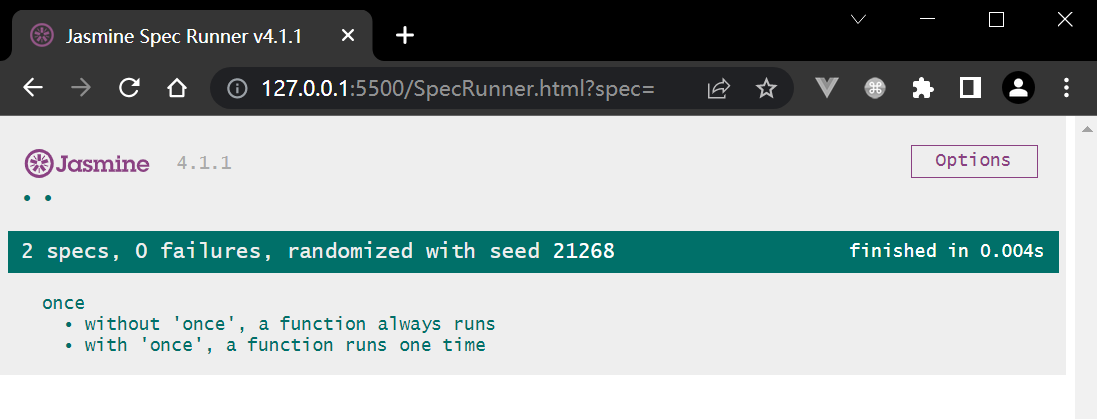 Jasmine Spec Runner v4.1.1
127.0.0.1:5500/SpecRunner.html?spec=
Jasmine 4.1.1
Options
• •
2 specs, 0 failures, randomized with seed 21268
finished in 0.004s
once
• without 'once', a function always runs
• with 'once', a function runs one time